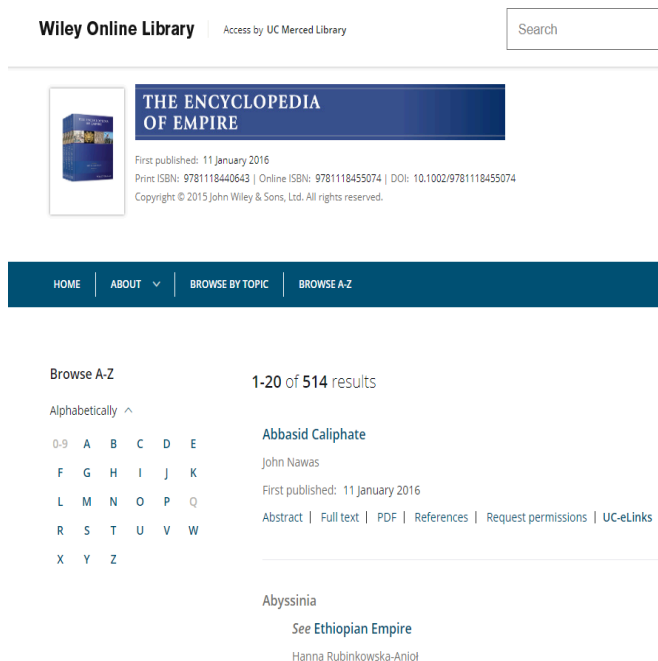 Wiley Online Library
Access by UC Merced Library
Search
THE ENCYCLOPEDIA
OF EMPIRE
First published: 11 January 2016
Print ISBN: 9781118440643 | Online ISBN: 9781118455074 | DOI: 10.1002/9781118455074
Copyright © 2015 John Wiley & Sons, Ltd. All rights reserved.
HOME ABOUT BROWSE BY TOPIC BROWSE A-Z
Browse A-Z
Alphabetically
0-9 A B C D E
F G H I J K
L M N O P Q
R S T U V W
X Y Z
1-20 of 514 results
Abbasid Caliphate
John Nawas
First published: 11 January 2016
Abstract | Full text | PDF | References | Request permissions | UC-eLinks
Abyssinia
See Ethiopian Empire
Hanna Rubinkowska-Anioł